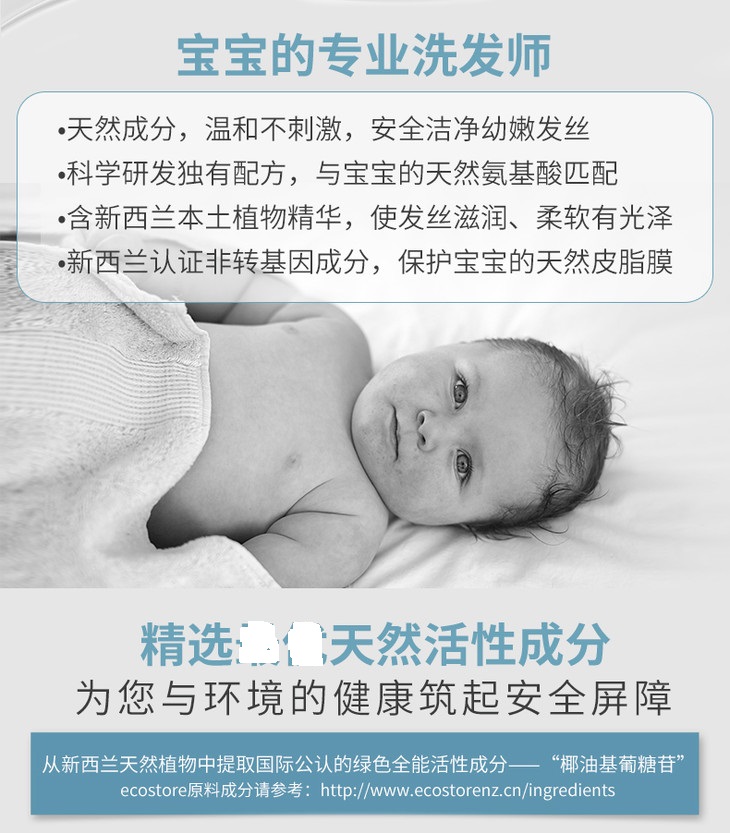 宝宝的专业洗发师
•天然成分，温和不刺激，安全洁净幼嫩发丝
•科学研发独有配方，与宝宝的天然氨基酸匹配
•含新西兰本土植物精华，使发丝滋润、柔软有光泽
•新西兰认证非转基因成分，保护宝宝的天然皮脂膜
精选天然活性成分
为您与环境的健康筑起安全屏障
从新西兰天然植物中提取国际公认的绿色全能活性成分——“椰油基葡糖苷”
ecostore原料成分请参考：http://www.ecostorenz.cn/ingredients